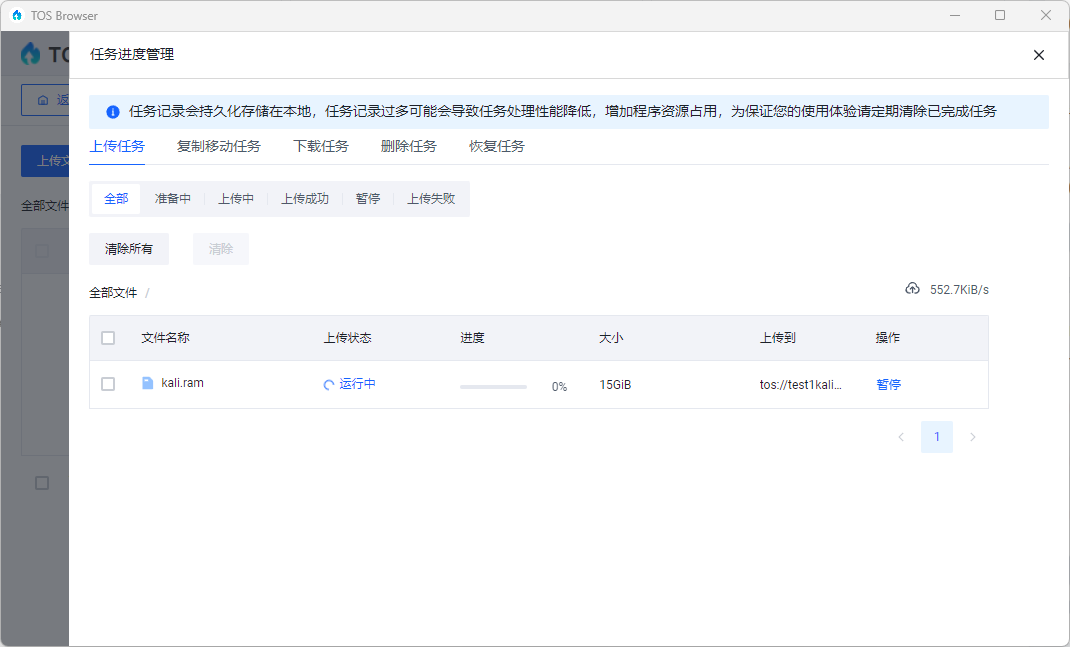 TOS Browser
TO
任务进度管理
返
任务记录会持久化存储在本地，任务记录过多可能会导致任务处理性能降低，增加程序资源占用，为保证您的使用体验请定期清除已完成任务
上传任务 复制移动任务 下载任务 删除任务 恢复任务
上传文
全部 准备中 上传中 上传成功 暂停 上传失败
全部文件
清除所有 清除
全部文件 / 552.7KiB/s
文件名称 上传状态 进度 大小 上传到 操作
kali.ram 运行中 0% 15GiB tos://test1kali... 暂停
< 1 >